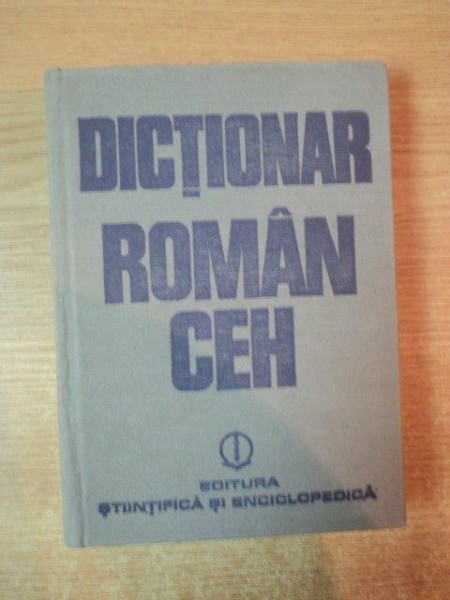 DICȚIONAR
ROMÂN
CEH
EDITURA
ȘTIINȚIFICĂ ȘI ENCICLOPEDICĂ